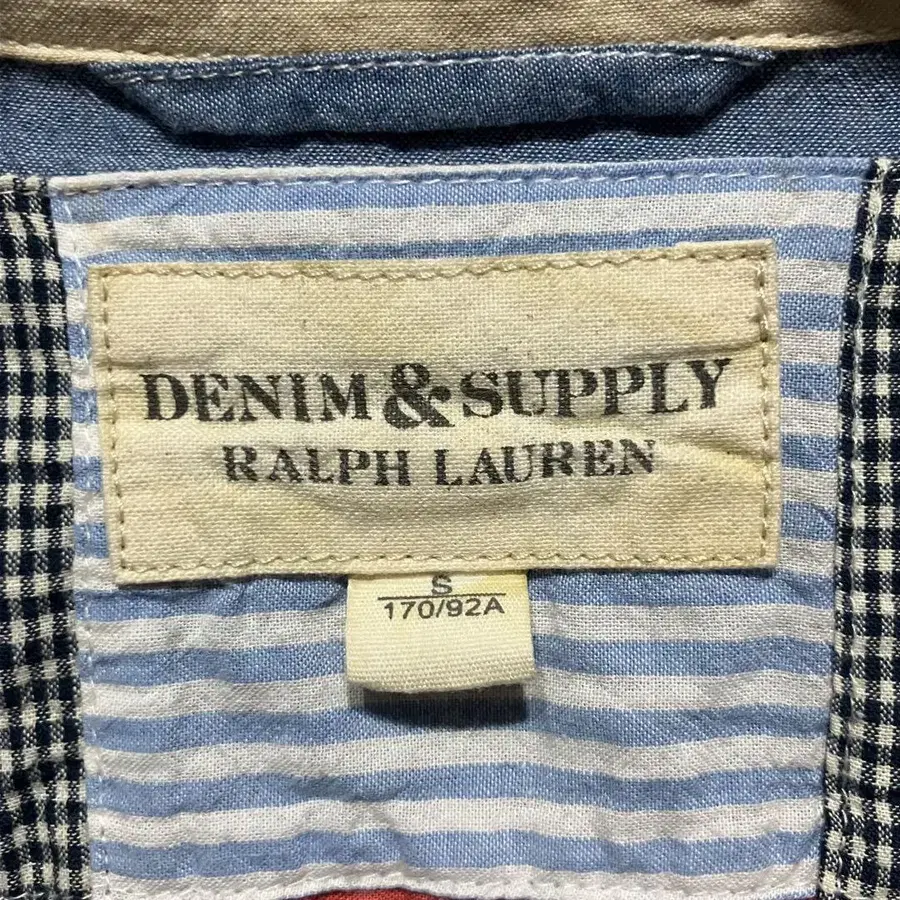 DENIM & SUPPLY
RALPH LAUREN
S
170/92A